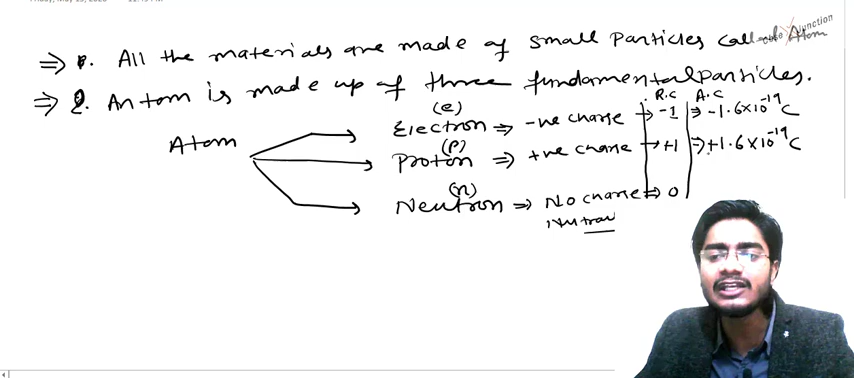 ⇒ 1. All the materials are made of small Particles called Atom
⇒ 2. An tom is made up of three fundamental Particles.
R.C A.C
(e)
Electron ⇒ -ve charge → -1 ⇒ -1.6×10⁻¹⁹ C
Atom
(P)
Proton ⇒ +ve charge → +1 ⇒ +1.6×10⁻¹⁹ C
(n)
Neutron ⇒ No charge ⇒ 0